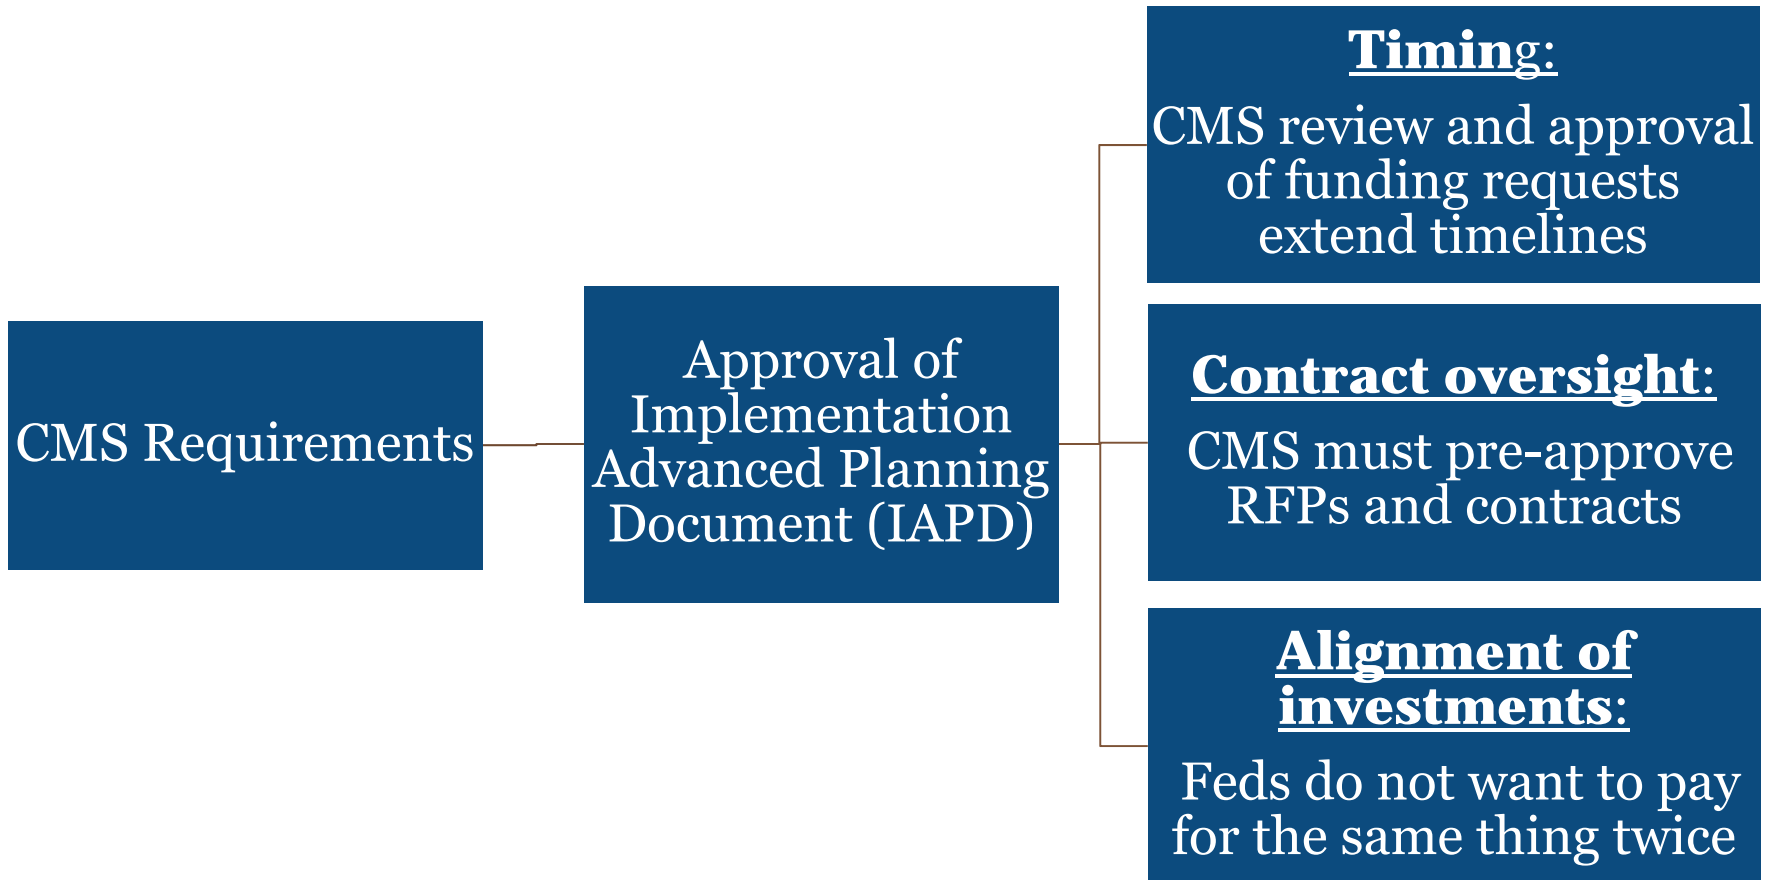 CMS Requirements
Approval of
Implementation
Advanced Planning
Document (IAPD)
Timing:
CMS review and approval
of funding requests
extend timelines
Contract oversight:
CMS must pre-approve
RFPs and contracts
Alignment of
investments:
Feds do not want to pay
for the same thing twice